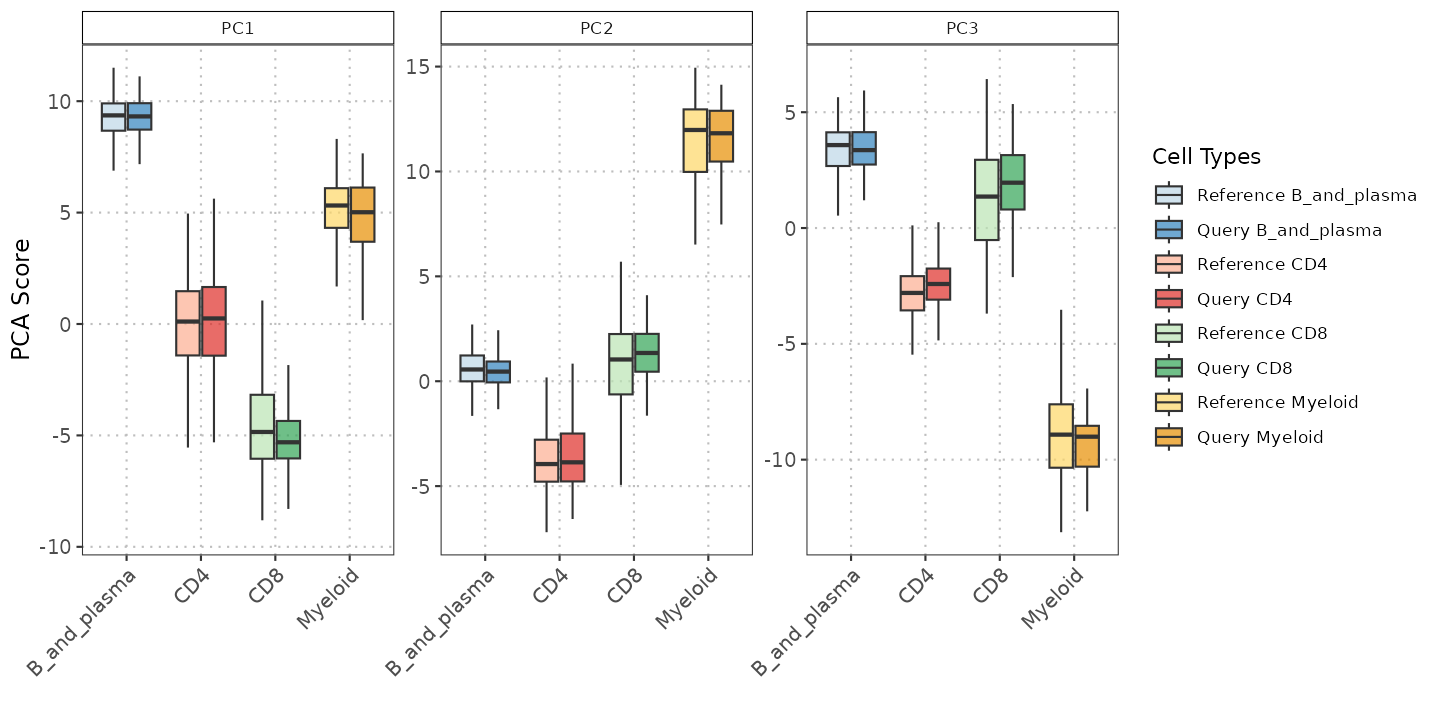 PC1
PC2
PC3
PCA Score
10
5
0
-5
-10
15
10
5
0
-5
5
0
-5
-10
B_and_plasma
CD4
CD8
Myeloid
B_and_plasma
CD4
CD8
Myeloid
B_and_plasma
CD4
CD8
Myeloid
Cell Types
Reference B_and_plasma
Query B_and_plasma
Reference CD4
Query CD4
Reference CD8
Query CD8
Reference Myeloid
Query Myeloid